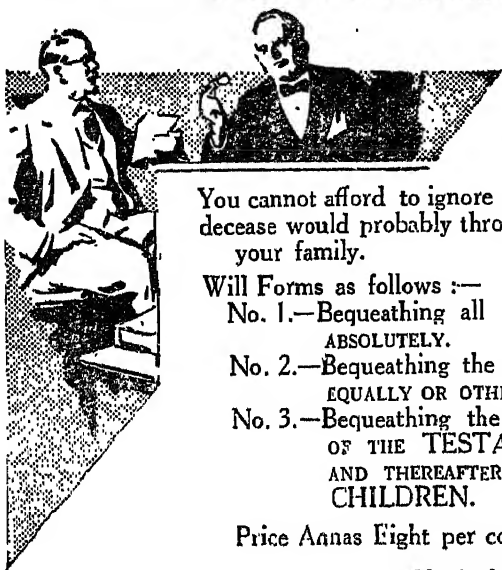 You cannot afford to ignore
decease would probably thro
your family.
Will Forms as follows :—
No. 1.—Bequeathing all
ABSOLUTELY.
No. 2.—Bequeathing the
EQUALLY OR OTH
No. 3.—Bequeathing the
OF THE TESTA
AND THEREAFTER
CHILDREN.
Price Annas Eight per co